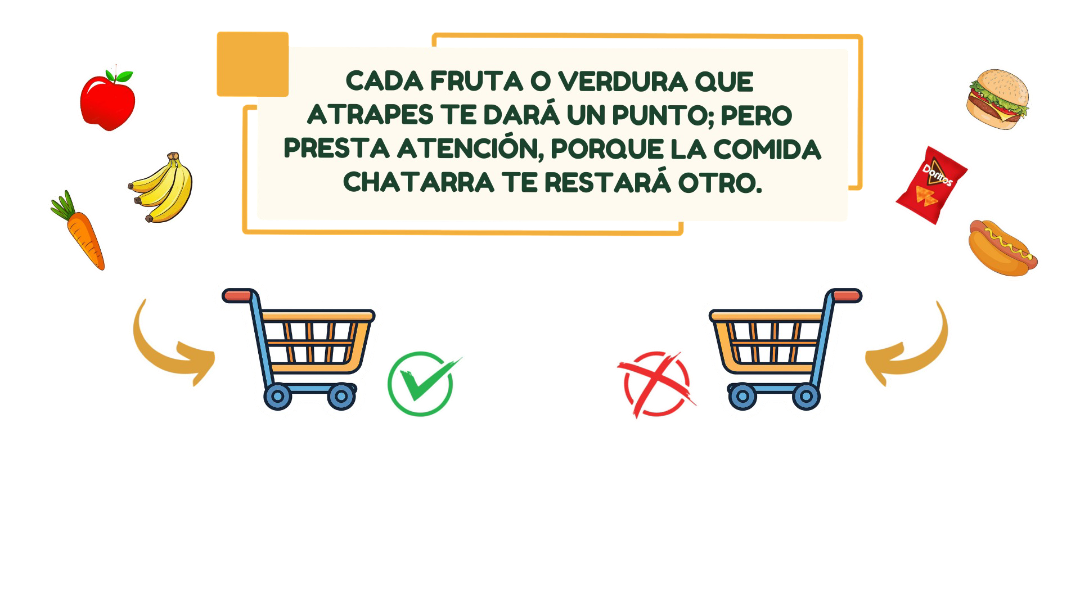 CADA FRUTA O VERDURA QUE
ATRAPES TE DARÁ UN PUNTO; PERO
PRESTA ATENCIÓN, PORQUE LA COMIDA
CHATARRA TE RESTARÁ OTRO.
Doritos